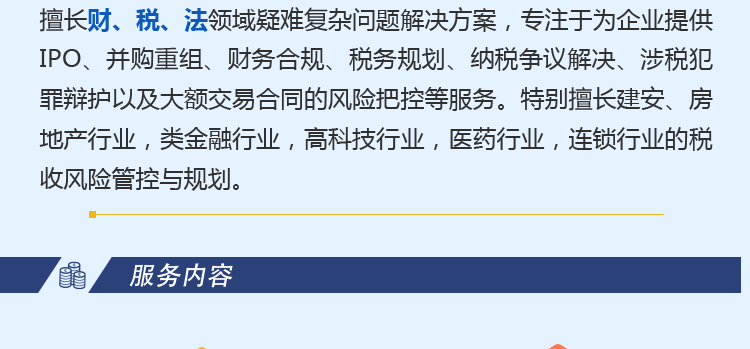 擅长财、税、法领域疑难复杂问题解决方案，专注于为企业提供
IPO、并购重组、财务合规、税务规划、纳税争议解决、涉税犯
罪辩护以及大额交易合同的风险把控等服务。特别擅长建安、房
地产行业，类金融行业，高科技行业，医药行业，连锁行业的税
收风险管控与规划。
服务内容